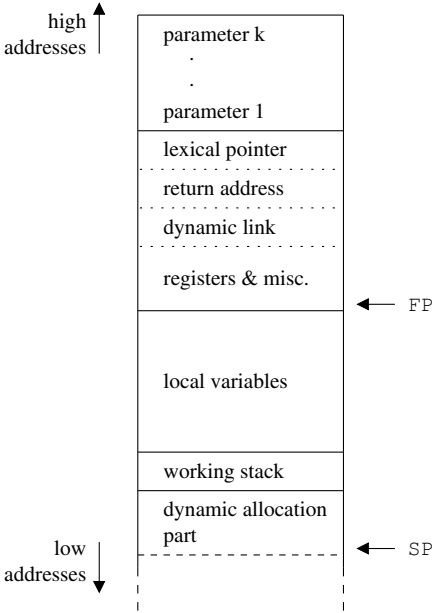 high
addresses
parameter k
.
.
parameter 1
lexical pointer
return address
dynamic link
registers & misc.
FP
local variables
working stack
dynamic allocation
part
SP
low
addresses